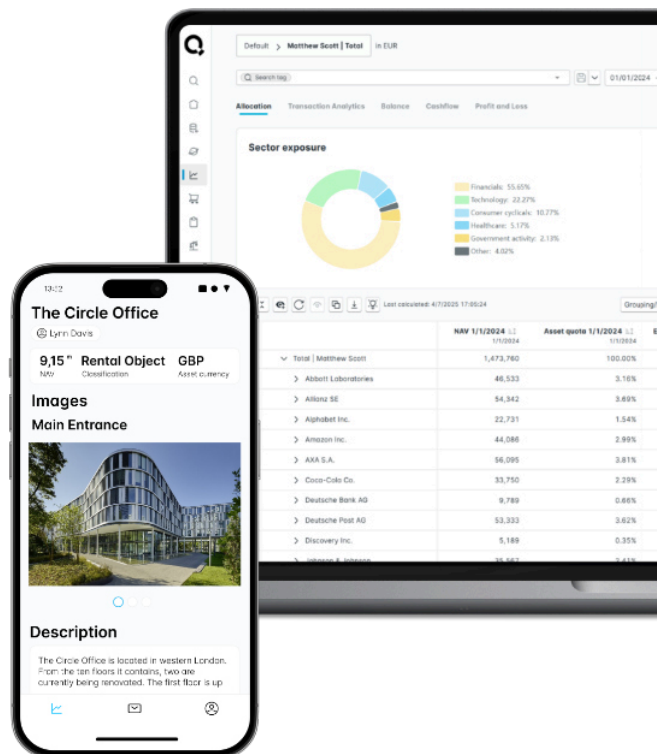 Default > Matthew Scott | Total in EUR
Search tag
01/01/2024
Allocation Transaction Analytics Balance Cashflow Profit and Loss
Sector exposure
Financials: 55.65%
Technology: 22.27%
Consumer cyclicals: 10.77%
Healthcare: 5.17%
Government activity: 2.13%
Other: 4.02%
Last calculated: 4/7/2025 17:05:24
Grouping/
NAV 1/1/2024 Asset quote 1/1/2024
1/1/2024 1/1/2024
Total | Matthew Scott 1,473,760 100.00%
Abbott Laboratories 46,533 3.16%
Allianz SE 54,342 3.69%
Alphabet Inc. 22,731 1.54%
Amazon Inc. 44,086 2.99%
AXA S.A. 56,095 3.81%
Coca-Cola Co. 33,750 2.29%
Deutsche Bank AG 9,789 0.66%
Deutsche Post AG 53,333 3.62%
Discovery Inc. 5,189 0.35%
Johnson & Johnson 35,567 2.41%
The Circle Office
Lynn Davis
9,15 m Rental Object GBP
NAV Classification Asset currency
Images
Main Entrance
Description
The Circle Office is located in western London.
From the ten floors it contains, two are
currently being renovated. The first floor is up